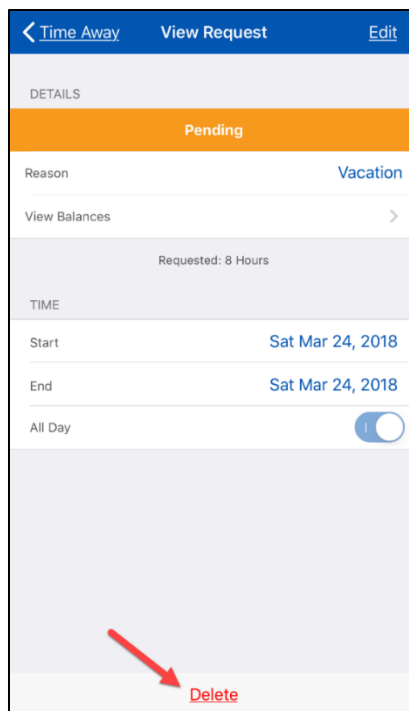 Time Away View Request Edit
DETAILS
Pending
Reason Vacation
View Balances
Requested: 8 Hours
TIME
Start Sat Mar 24, 2018
End Sat Mar 24, 2018
All Day
Delete